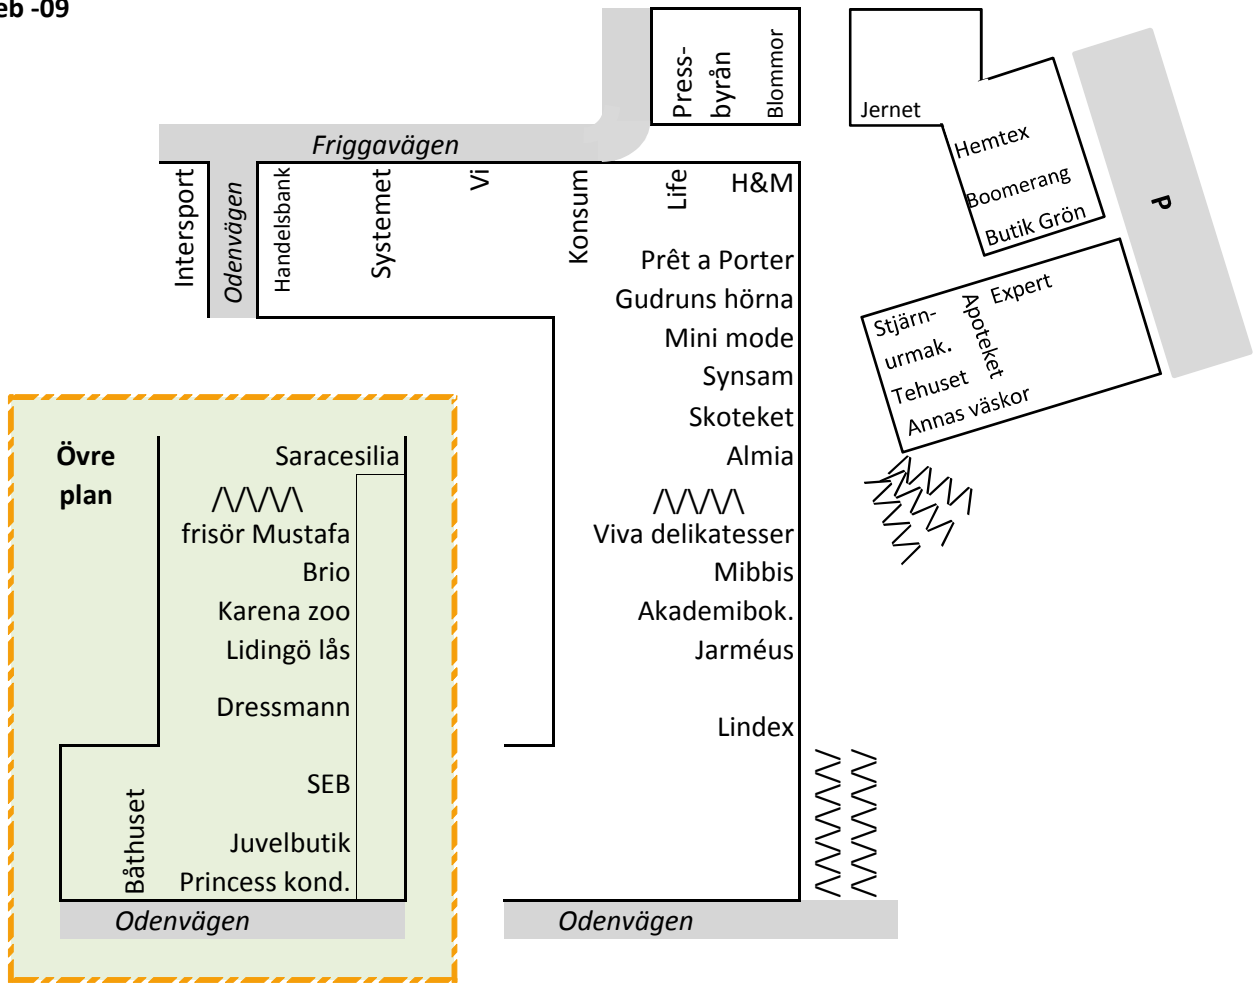 eb -09
Press-
byrån
Blommor
Jernet
Hemtex
Boomerang
Butik Grön
P
Friggavägen
Intersport
Odenvägen
Handelsbank
Systemet
Vi
Konsum
Life
H&M
Prêt a Porter
Gudruns hörna
Mini mode
Synsam
Skoteket
Almia
Viva delikatesser
Mibbis
Akademibok.
Jarméus
Lindex
Odenvägen
Stjärn-
urmak.
Tehuset
Apoteket
Expert
Annas väskor
Övre
plan
Saracesilia
frisör Mustafa
Brio
Karena zoo
Lidingö lås
Dressmann
SEB
Båthuset
Juvelbutik
Princess kond.
Odenvägen